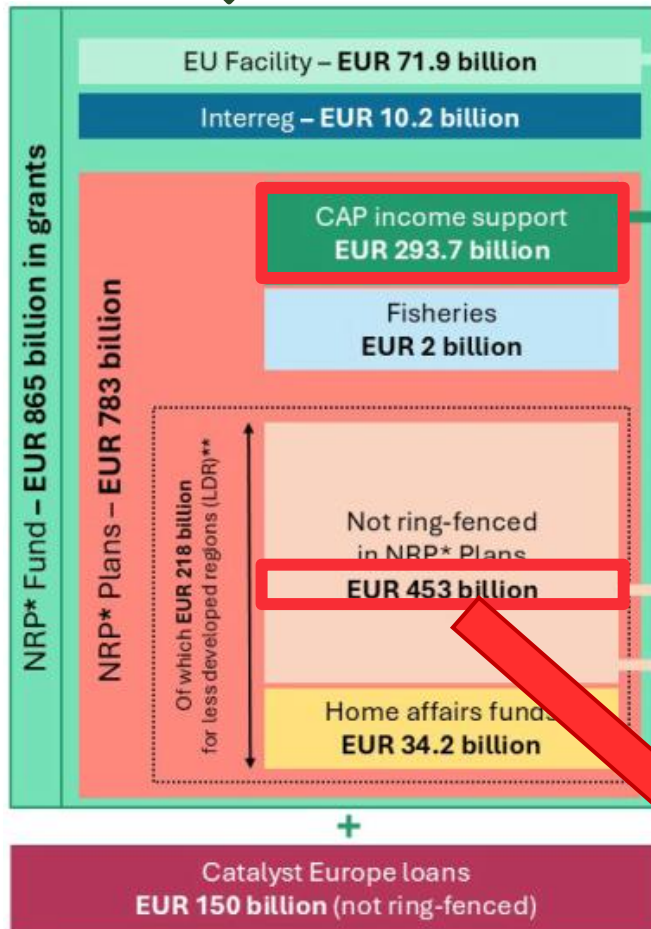 EU Facility – EUR 71.9 billion
Interreg – EUR 10.2 billion
NRP* Fund – EUR 865 billion in grants
NRP* Plans – EUR 783 billion
CAP income support
EUR 293.7 billion
Fisheries
EUR 2 billion
Of which EUR 218 billion
for less developed regions (LDR)**
Not ring-fenced
in NRP* Plans
EUR 453 billion
Home affairs funds
EUR 34.2 billion
+
Catalyst Europe loans
EUR 150 billion (not ring-fenced)